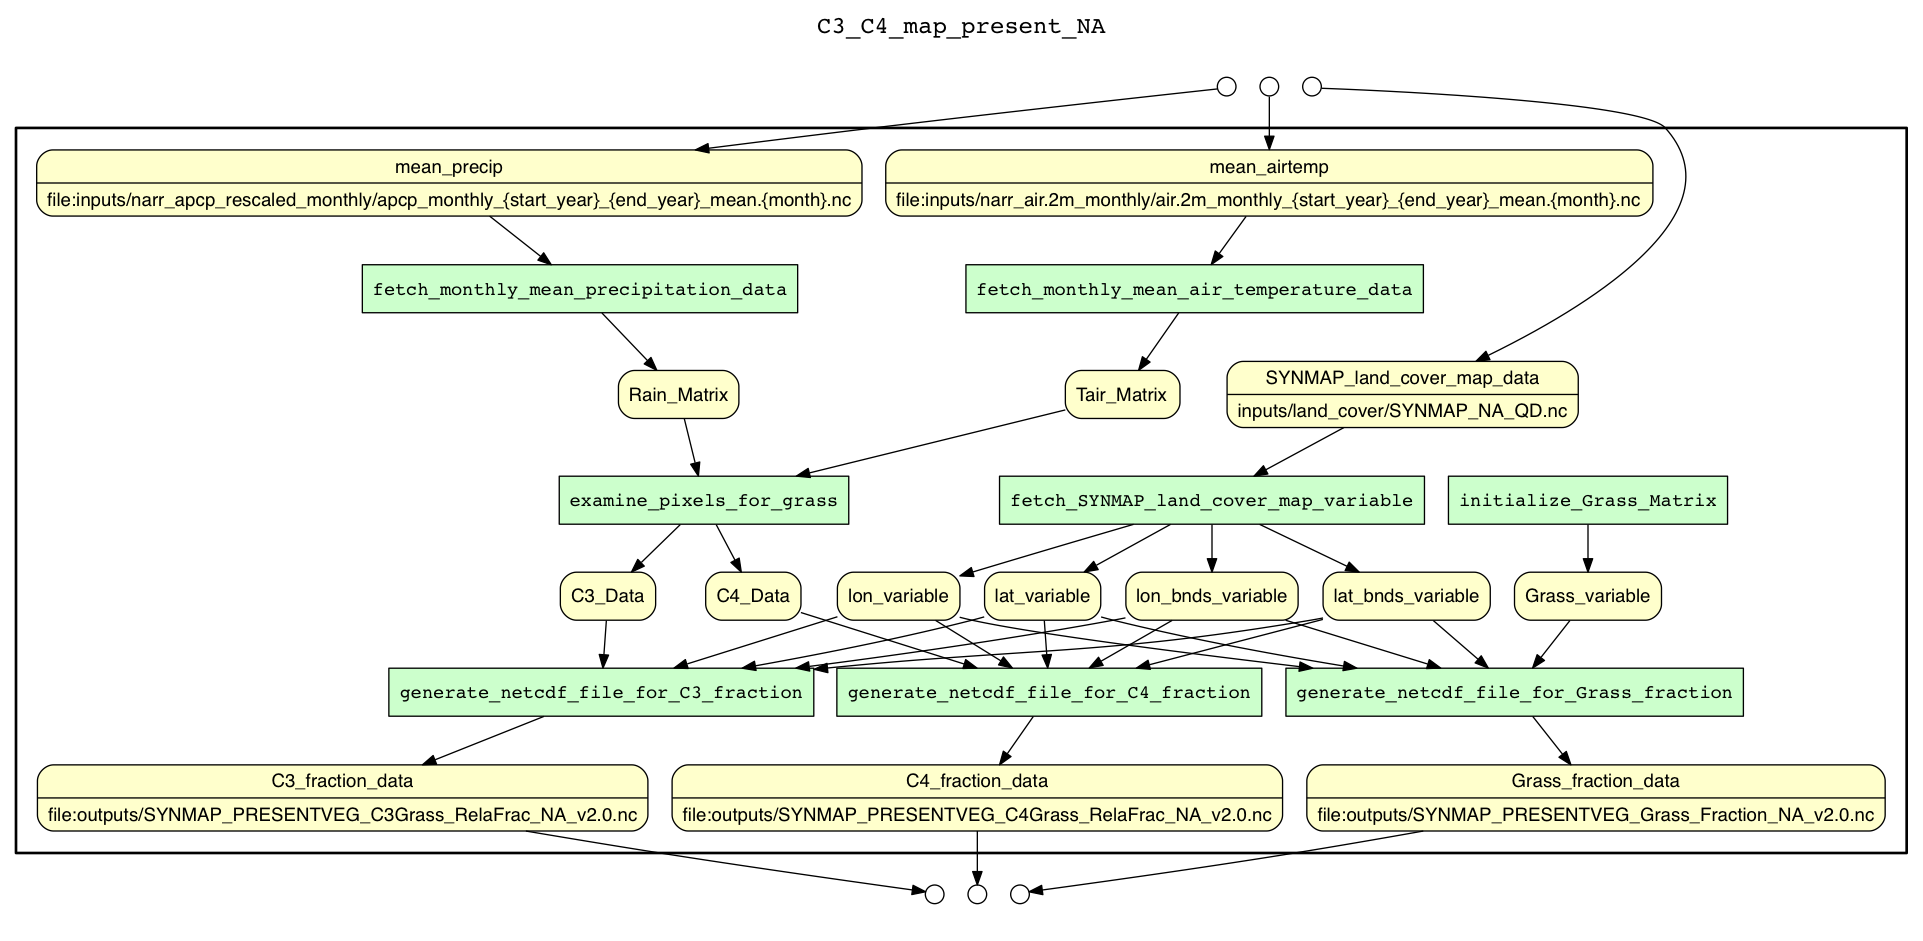 C3_C4_map_present_NA
mean_precip
file:inputs/narr_apcp_rescaled_monthly/apcp_monthly_{start_year}_{end_year}_mean.{month}.nc
mean_airtemp
file:inputs/narr_air.2m_monthly/air.2m_monthly_{start_year}_{end_year}_mean.{month}.nc
fetch_monthly_mean_precipitation_data
fetch_monthly_mean_air_temperature_data
Rain_Matrix
Tair_Matrix
SYNMAP_land_cover_map_data
inputs/land_cover/SYNMAP_NA_QD.nc
examine_pixels_for_grass
fetch_SYNMAP_land_cover_map_variable
initialize_Grass_Matrix
C3_Data
C4_Data
lon_variable
lat_variable
lon_bnds_variable
lat_bnds_variable
Grass_variable
generate_netcdf_file_for_C3_fraction
generate_netcdf_file_for_C4_fraction
generate_netcdf_file_for_Grass_fraction
C3_fraction_data
file:outputs/SYNMAP_PRESENTVEG_C3Grass_RelaFrac_NA_v2.0.nc
C4_fraction_data
file:outputs/SYNMAP_PRESENTVEG_C4Grass_RelaFrac_NA_v2.0.nc
Grass_fraction_data
file:outputs/SYNMAP_PRESENTVEG_Grass_Fraction_NA_v2.0.nc